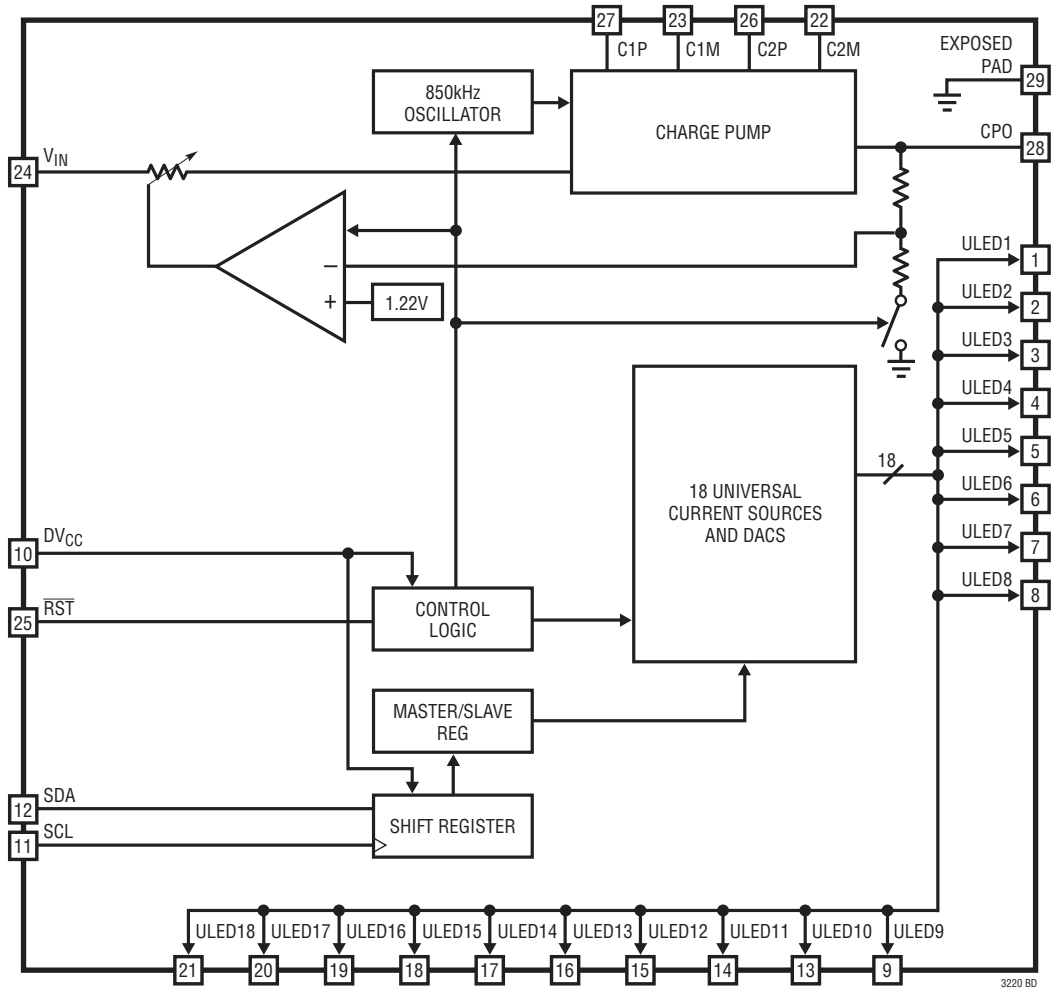 27
23
26
22
C1P
C1M
C2P
C2M
EXPOSED
PAD
29
850kHz
OSCILLATOR
CHARGE PUMP
CPO
28
VIN
24
–
+
1.22V
ULED1
1
ULED2
2
ULED3
3
ULED4
4
ULED5
5
ULED6
6
ULED7
7
ULED8
8
18
18 UNIVERSAL
CURRENT SOURCES
AND DACS
DVCC
10
RST
25
CONTROL
LOGIC
MASTER/SLAVE
REG
SDA
12
SCL
11
SHIFT REGISTER
ULED18
ULED17
ULED16
ULED15
ULED14
ULED13
ULED12
ULED11
ULED10
ULED9
21
20
19
18
17
16
15
14
13
9
3220 BD